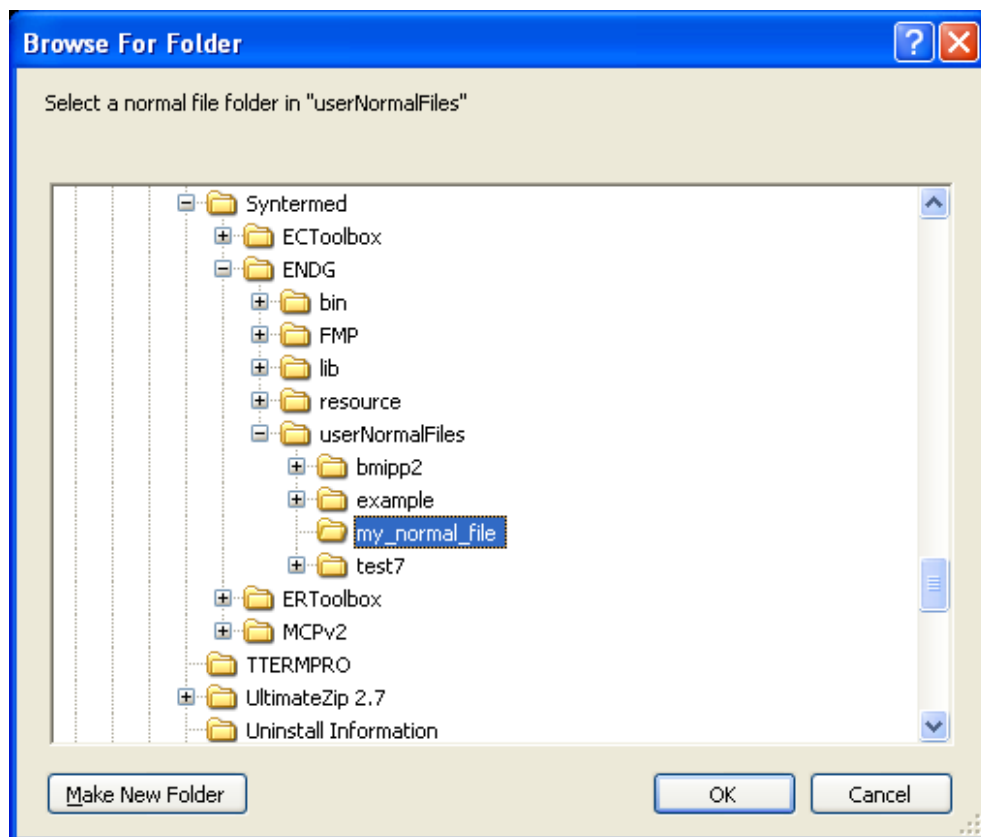 Browse For Folder
Select a normal file folder in "userNormalFiles"
Syntermed
ECToolbox
ENDG
bin
FMP
lib
resource
userNormalFiles
bmipp2
example
my_normal_file
test7
ERToolbox
MCPv2
TTERMPRO
UltimateZip 2.7
Uninstall Information
Make New Folder OK Cancel